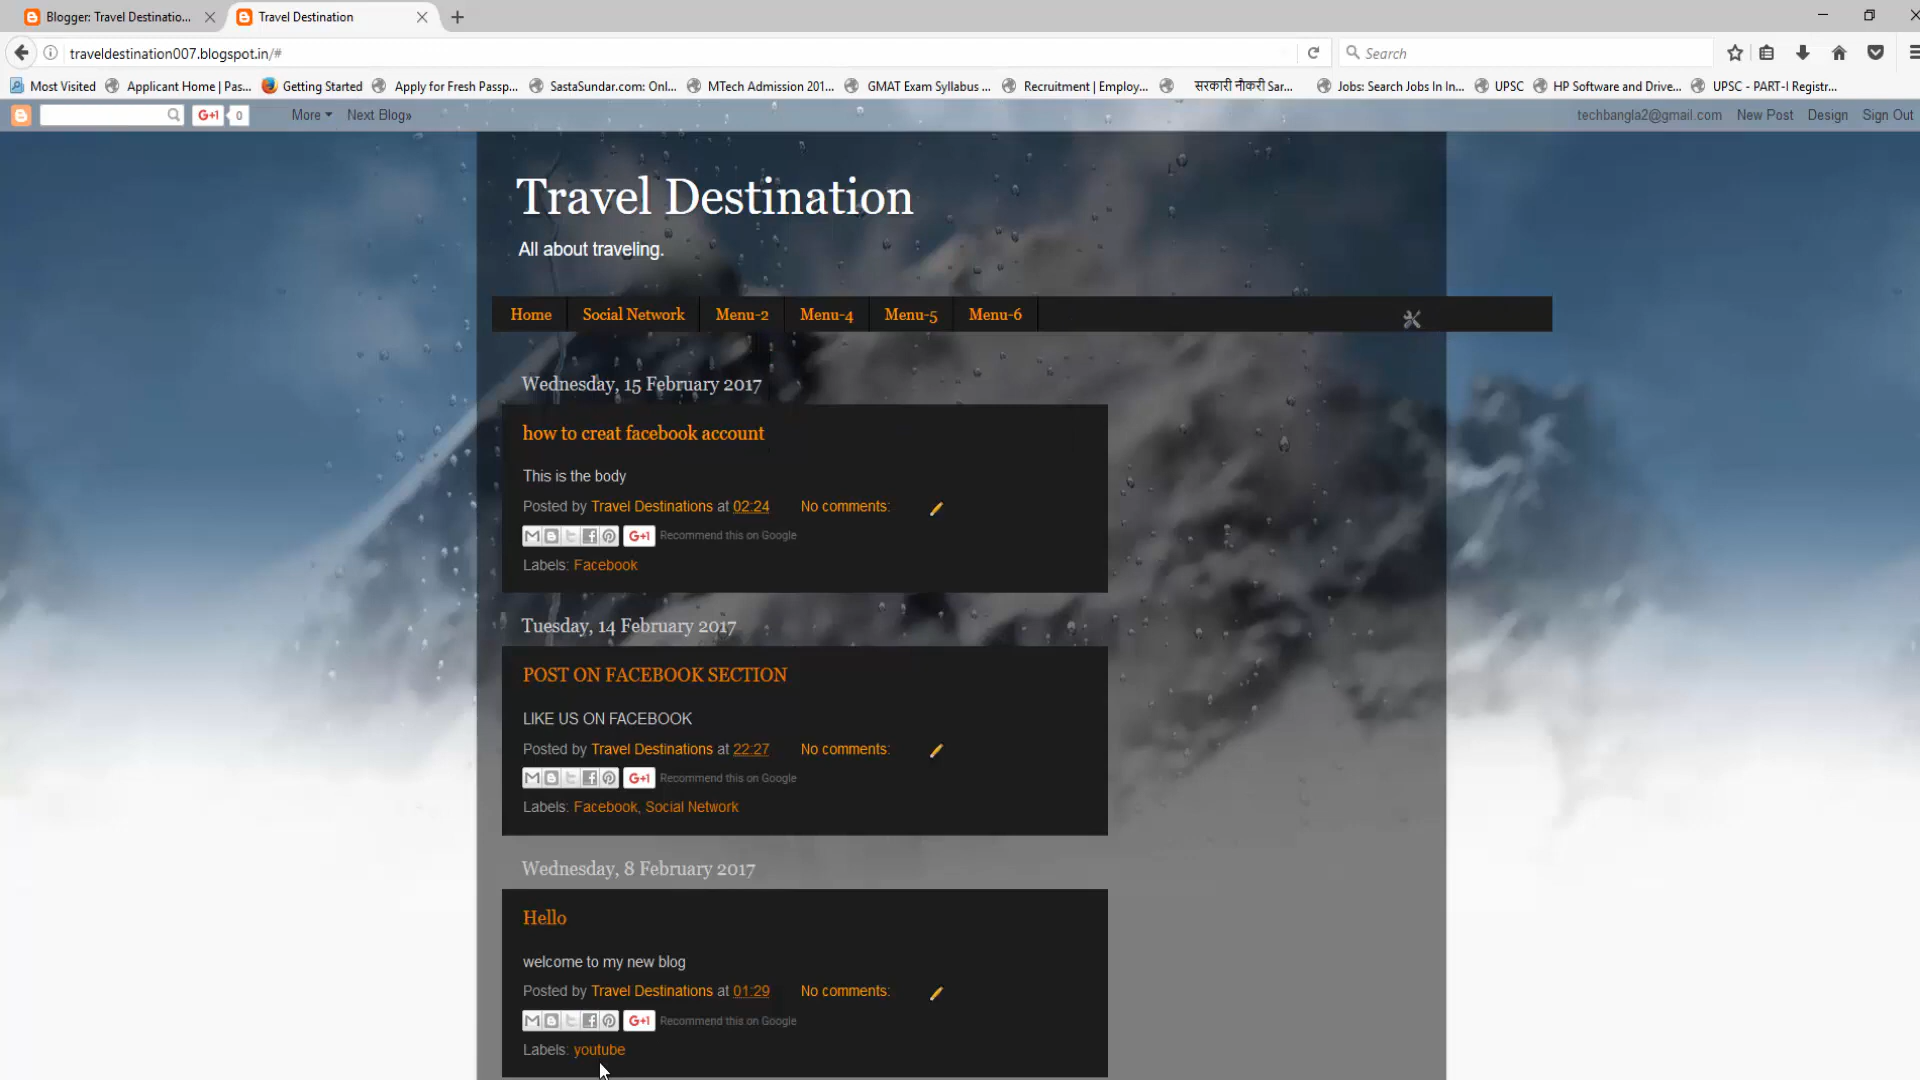 Blogger: Travel Destinatio...
Travel Destination
traveldestination007.blogspot.in/#
Search
Most Visited
Applicant Home | Pas...
Getting Started
Apply for Fresh Passp...
SastaSundar.com: Onl...
MTech Admission 201...
GMAT Exam Syllabus ...
Recruitment | Employ...
सरकारी नौकरी Sar...
Jobs: Search Jobs In In...
UPSC
HP Software and Drive...
UPSC - PART-I Registr...
G+1 0 More Next Blog»
techbangla2@gmail.com New Post Design Sign Out
Travel Destination
All about traveling.
Home Social Network Menu-2 Menu-4 Menu-5 Menu-6
Wednesday, 15 February 2017
how to creat facebook account
This is the body
Posted by Travel Destinations at 02:24 No comments:
G+1 Recommend this on Google
Labels: Facebook
Tuesday, 14 February 2017
POST ON FACEBOOK SECTION
LIKE US ON FACEBOOK
Posted by Travel Destinations at 22:27 No comments:
G+1 Recommend this on Google
Labels: Facebook, Social Network
Wednesday, 8 February 2017
Hello
welcome to my new blog
Posted by Travel Destinations at 01:29 No comments:
G+1 Recommend this on Google
Labels: youtube